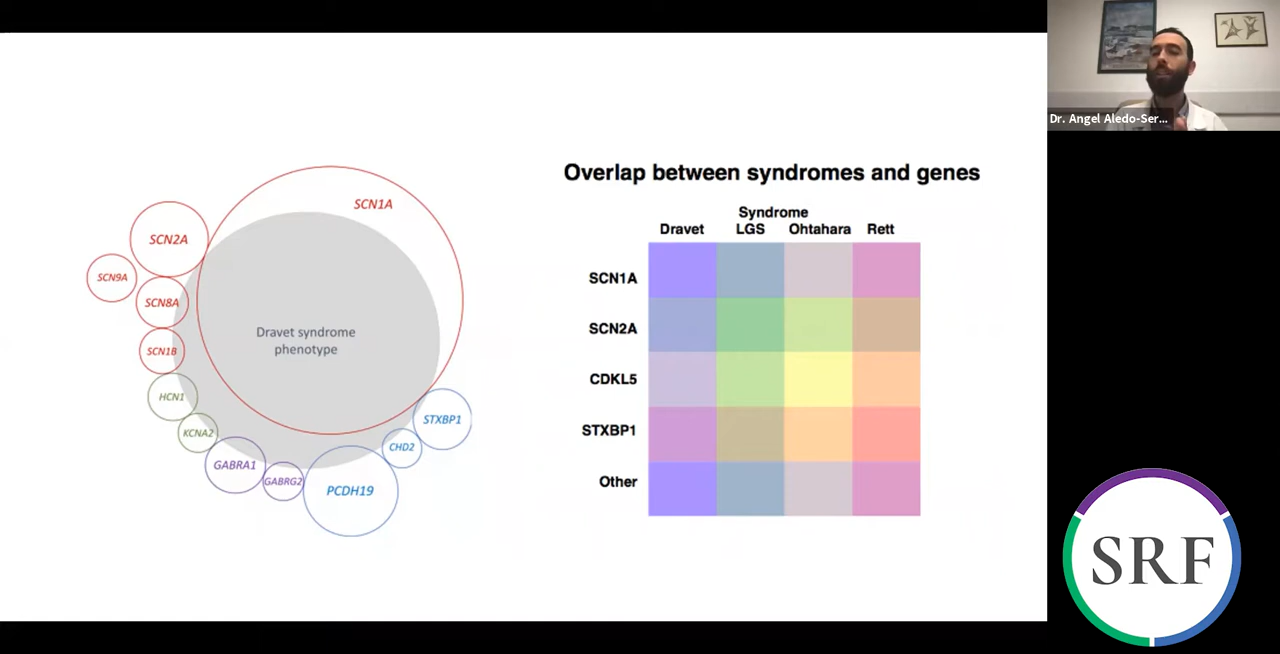 SCN1A
SCN2A
SCN9A
SCN8A
SCN1B
Dravet syndrome
phenotype
HCN1
KCNA2
GABRA1
GABRG2
PCDH19
CHD2
STXBP1
Overlap between syndromes and genes
Syndrome
Dravet LGS Ohtahara Rett
SCN1A
SCN2A
CDKL5
STXBP1
Other
Dr. Angel Aledo-Ser...
SRF